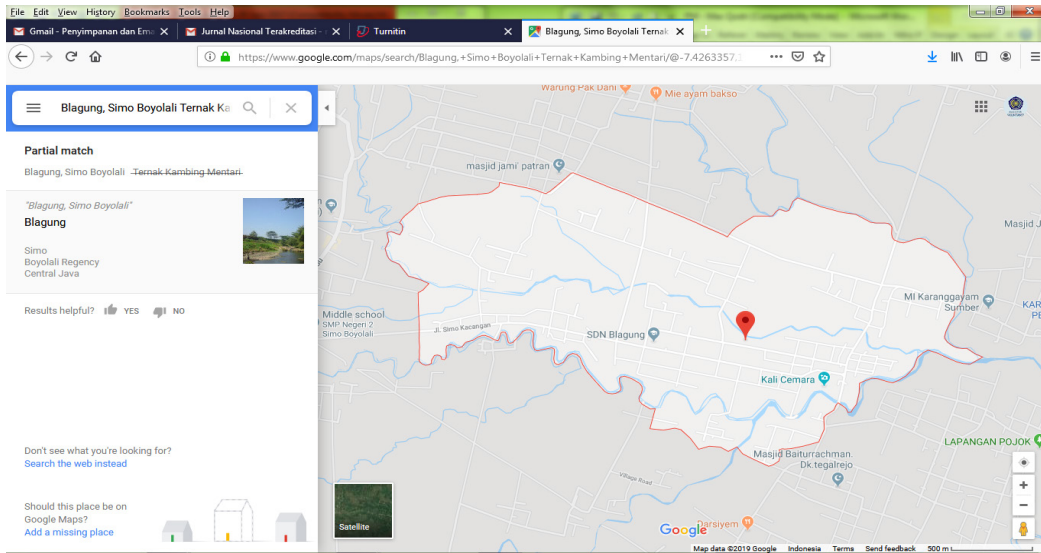 File Edit View History Bookmarks Tools Help
Gmail - Penyimpanan dan Ema
Jurnal Nasional Terakreditasi -
Turnitin
Blagung, Simo Boyolali Ternak
https://www.google.com/maps/search/Blagung,+Simo+Boyolali+Ternak+Kambing+Mentari/@-7.4263357,
Blagung, Simo Boyolali Ternak Ka
Partial match
Blagung, Simo Boyolali Ternak Kambing Mentari
"Blagung, Simo Boyolali"
Blagung
Simo
Boyolali Regency
Central Java
Results helpful? YES NO
Don't see what you're looking for?
Search the web instead
Should this place be on
Google Maps?
Add a missing place
Warung Pak Dani
Mie ayam bakso
masjid jami' patran
Masjid J
MI Karanggayam
Sumber
KAR
PE
Middle school
SMP Negeri 2
Simo Boyolali
Jl. Simo Kacangan
SDN Blagung
Kali Cemara
LAPANGAN POJOK
Masjid Baiturrachman.
Dk.tegalrejo
Village Road
Darsiyem
Satellite
Google
Map data ©2019 Google Indonesia Terms Send feedback 500 m